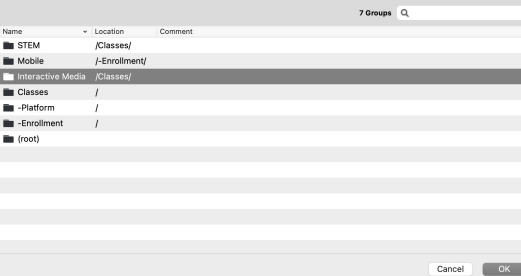 7 Groups
Name Location Comment
STEM /Classes/
Mobile /-Enrollment/
Interactive Media /Classes/
Classes /
-Platform /
-Enrollment /
(root)
Cancel OK